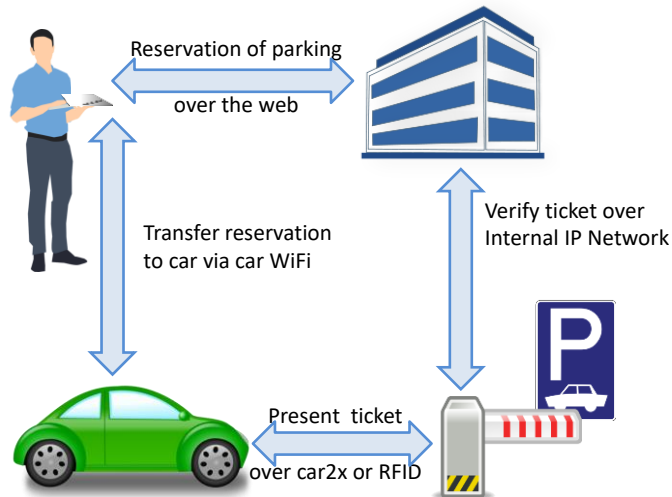 Reservation of parking
over the web
Transfer reservation
to car via car WiFi
Verify ticket over
Internal IP Network
P
Present ticket
over car2x or RFID